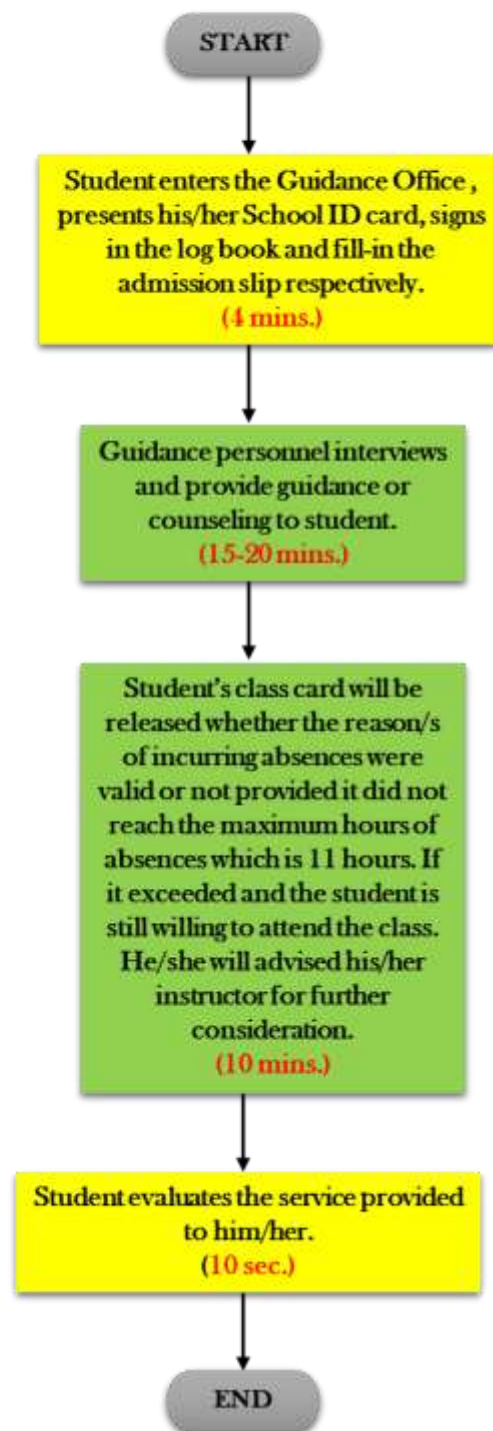 START
Student enters the Guidance Office ,
presents his/her School ID card, signs
in the log book and fill-in the
admission slip respectively.
(4 mins.)
Guidance personnel interviews
and provide guidance or
counseling to student.
(15-20 mins.)
Student's class card will be
released whether the reason/s
of incurring absences were
valid or not provided it did not
reach the maximum hours of
absences which is 11 hours. If
it exceeded and the student is
still willing to attend the class.
He/she will advised his/her
instructor for further
consideration.
(10 mins.)
Student evaluates the service provided
to him/her.
(10 sec.)
END